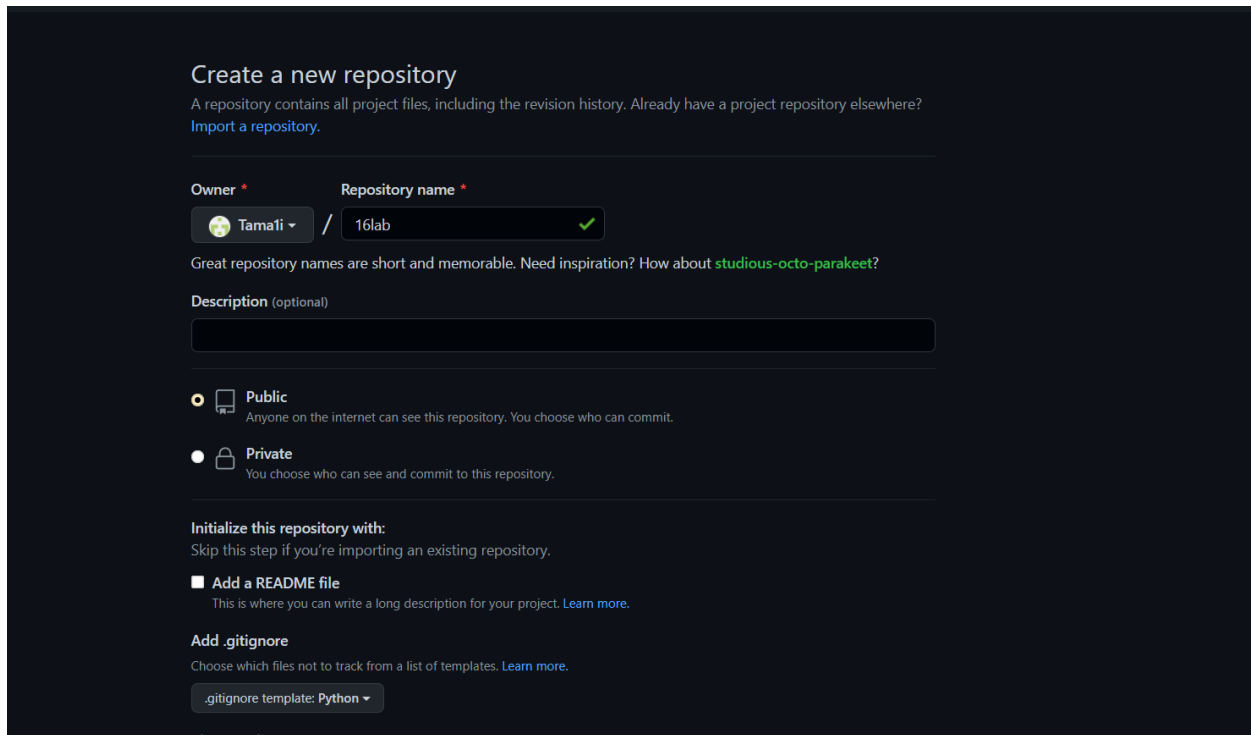 Create a new repository
A repository contains all project files, including the revision history. Already have a project repository elsewhere?
Import a repository.
Owner * Repository name *
Tama1i / 16lab
Great repository names are short and memorable. Need inspiration? How about studious-octo-parakeet?
Description (optional)
Public
Anyone on the internet can see this repository. You choose who can commit.
Private
You choose who can see and commit to this repository.
Initialize this repository with:
Skip this step if you're importing an existing repository.
Add a README file
This is where you can write a long description for your project. Learn more.
Add .gitignore
Choose which files not to track from a list of templates. Learn more.
.gitignore template: Python